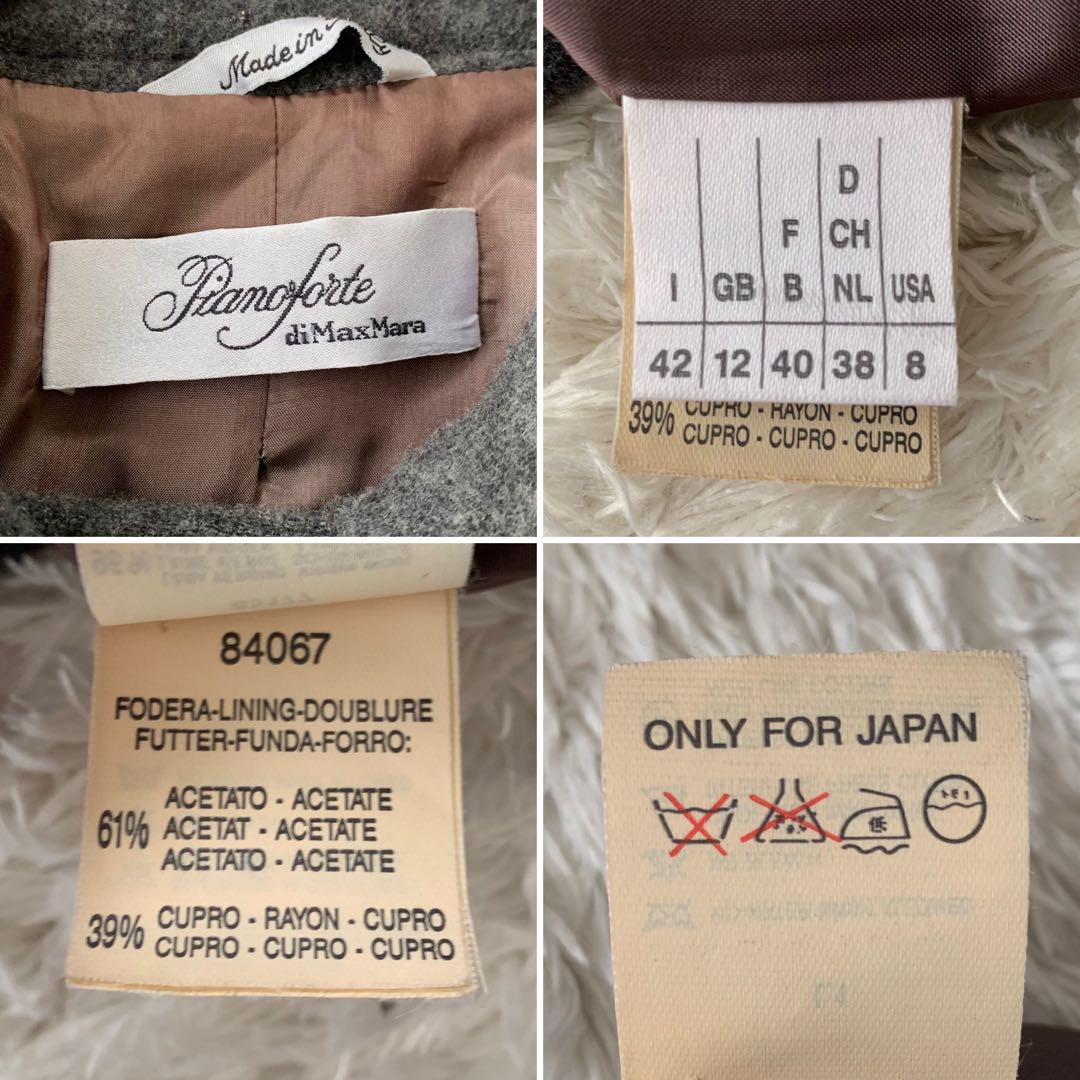 Made in
Pianoforte
diMaxMara
I GB F B D CH NL USA
42 12 40 38 8
39% CUPRO - RAYON - CUPRO
CUPRO - CUPRO - CUPRO
84067
FODERA-LINING-DOUBLURE
FUTTER-FUNDA-FORRO:
61% ACETATO - ACETATE
ACETAT - ACETATE
ACETATO - ACETATE
39% CUPRO - RAYON - CUPRO
CUPRO - CUPRO - CUPRO
ONLY FOR JAPAN
低